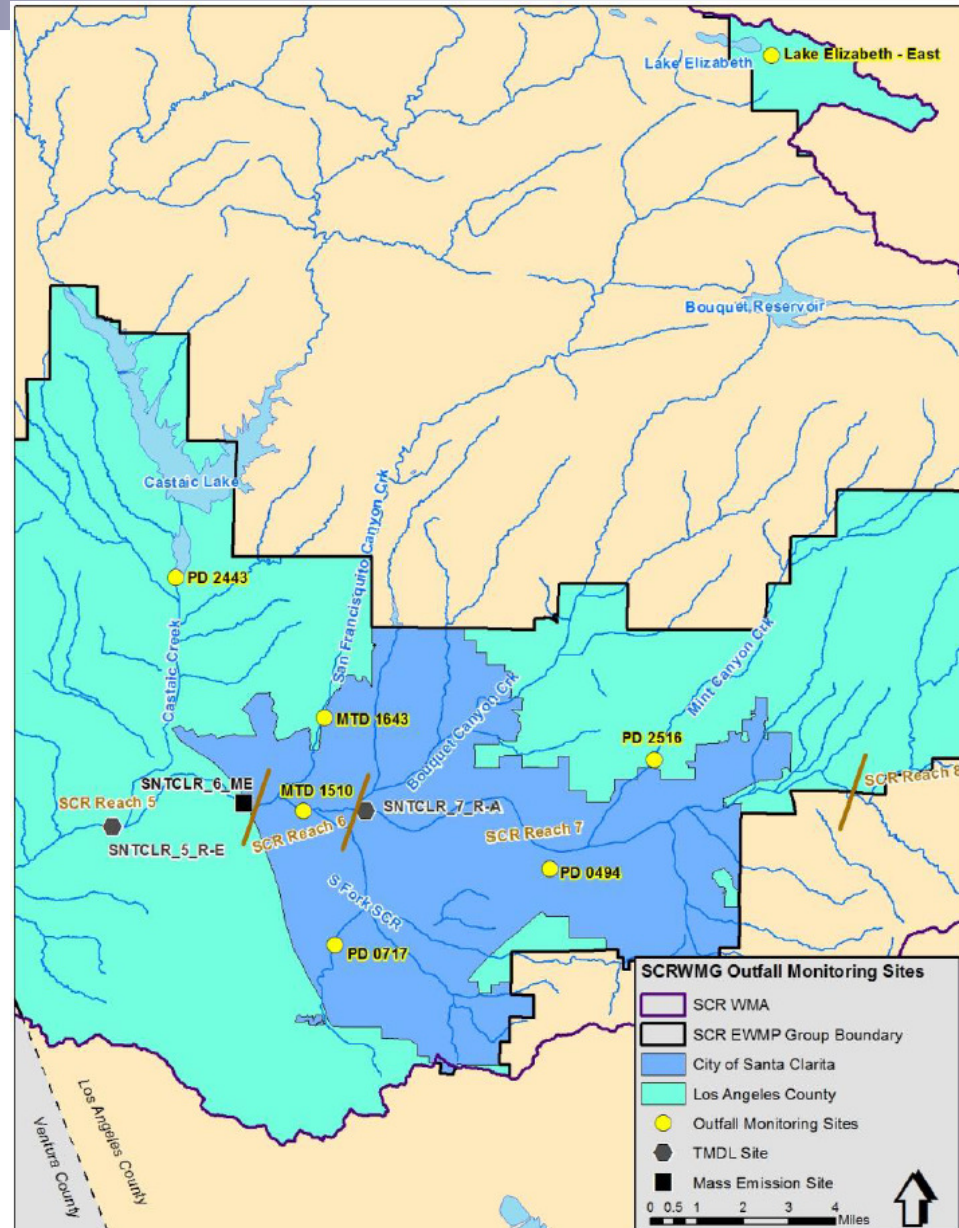 Lake Elizabeth - East
Lake Elizabeth
Bouquet Reservoir
Castaic Lake
San Francisquito Canyon Crk
PD 2443
Castaic Creek
Mint Canyon Crk
Bouquet Canyon Crk
MTD 1643
PD 2516
SCR Reach 8
SNTCLR_6_ME
MTD 1510
SCR Reach 5
SNTCLR_7_R-A
SCR Reach 6
SCR Reach 7
SNTCLR_5_R-E
PD 0494
S Fork SCR
PD 0717
Los Angeles County
Ventura County
SCRWMG Outfall Monitoring Sites
SCR WMA
SCR EWMP Group Boundary
City of Santa Clarita
Los Angeles County
Outfall Monitoring Sites
TMDL Site
Mass Emission Site
0 0.5 1 2 3 4
Miles